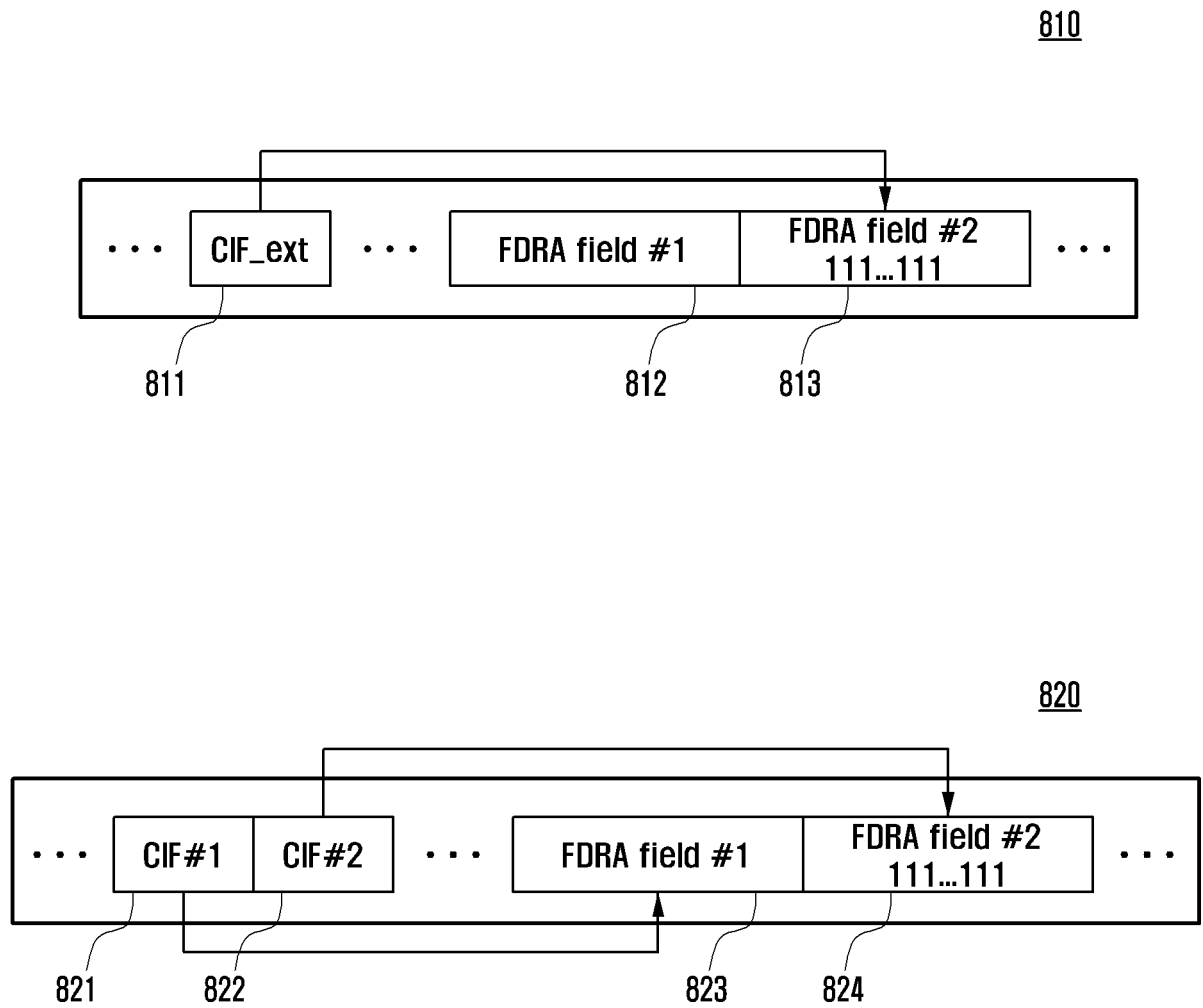 810
... CIF_ext ... FDRA field #1 FDRA field #2 ...
111...111
811 812 813
820
... CIF#1 CIF#2 ... FDRA field #1 FDRA field #2 ...
111...111
821 822 823 824